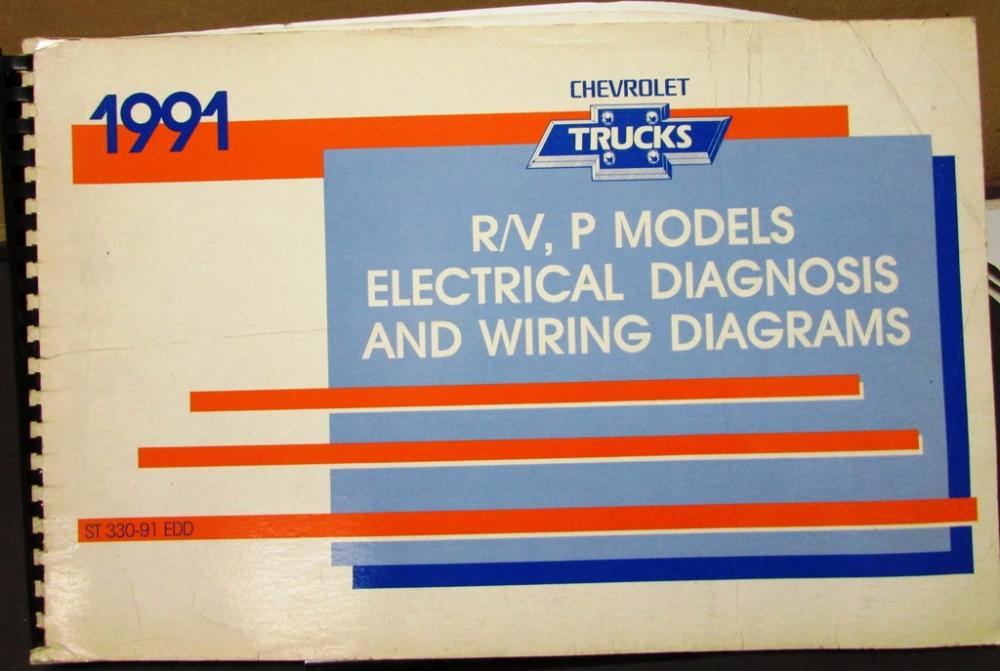 1991
CHEVROLET
TRUCKS
R/V, P MODELS
ELECTRICAL DIAGNOSIS
AND WIRING DIAGRAMS
ST 330-91 EDD